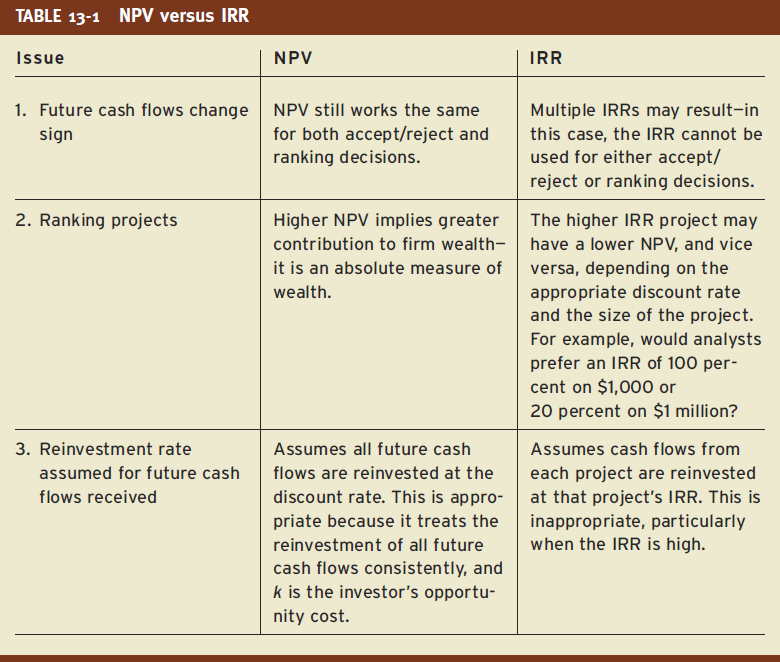 TABLE 13-1 NPV versus IRR
Issue
NPV
IRR
1. Future cash flows change
sign
NPV still works the same
for both accept/reject and
ranking decisions.
Multiple IRRs may result—in
this case, the IRR cannot be
used for either accept/
reject or ranking decisions.
2. Ranking projects
Higher NPV implies greater
contribution to firm wealth—
it is an absolute measure of
wealth.
The higher IRR project may
have a lower NPV, and vice
versa, depending on the
appropriate discount rate
and the size of the project.
For example, would analysts
prefer an IRR of 100 per-
cent on $1,000 or
20 percent on $1 million?
3. Reinvestment rate
assumed for future cash
flows received
Assumes all future cash
flows are reinvested at the
discount rate. This is appro-
priate because it treats the
reinvestment of all future
cash flows consistently, and
k is the investor's opportu-
nity cost.
Assumes cash flows from
each project are reinvested
at that project's IRR. This is
inappropriate, particularly
when the IRR is high.